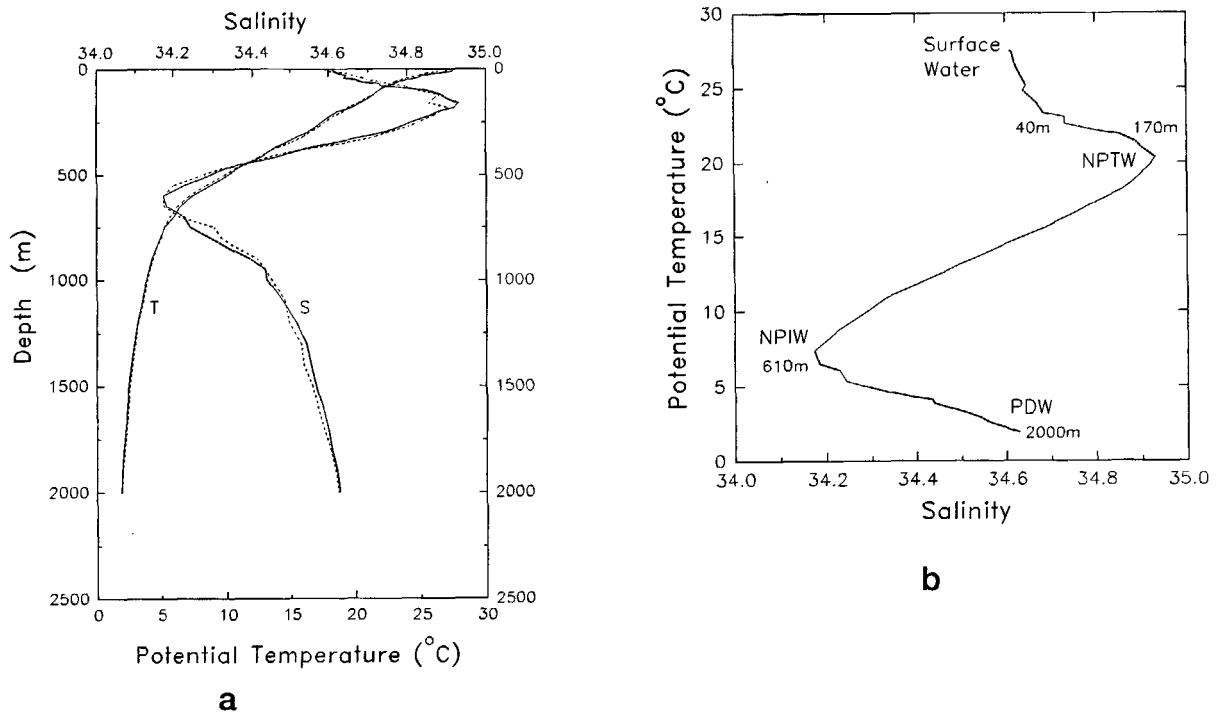 Salinity
34.0 34.2 34.4 34.6 34.8 35.0
0 0
500 500
1000 1000
1500 1500
2000 2000
2500 2500
Depth (m)
T S
0 5 10 15 20 25 30
Potential Temperature (°C)
a
30
25
20
15
10
5
0
Potential Temperature (°C)
Surface
Water
40m 170m
NPTW
NPIW
610m
PDW
2000m
34.0 34.2 34.4 34.6 34.8 35.0
Salinity
b